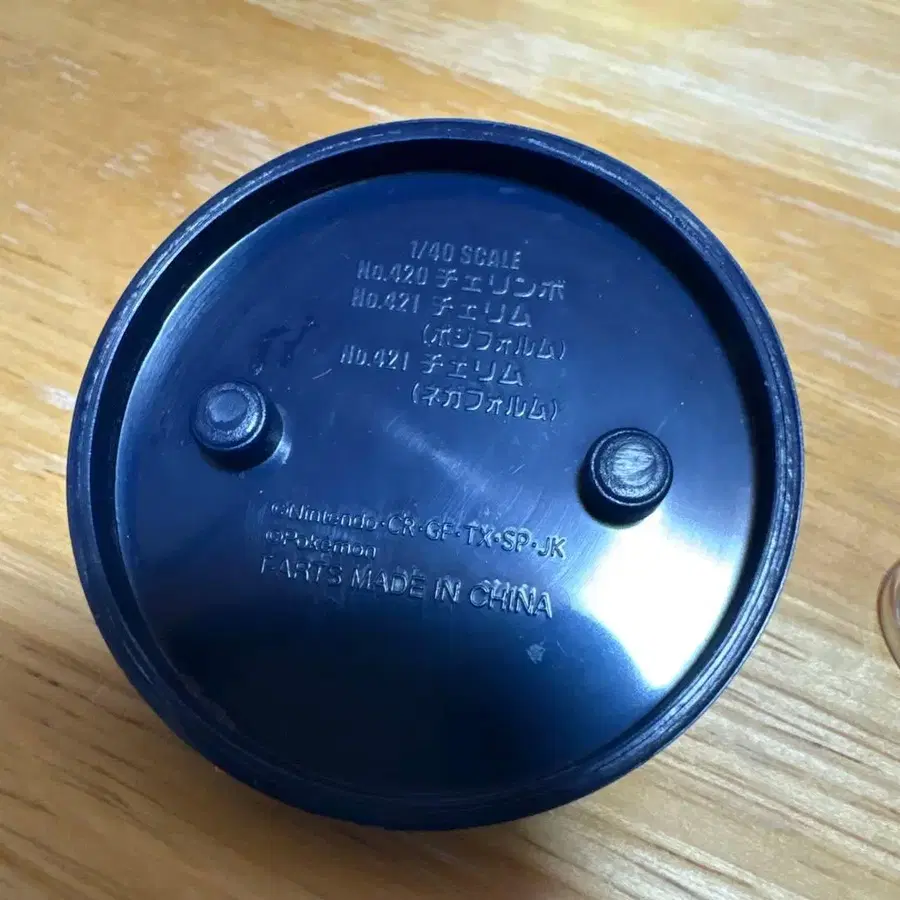 1/40 SCALE
No.420 チェリンボ
No.421 チェリム
(ポジフォルム)
No.421 チェリム
(ネガフォルム)
©Nintendo・CR・GF・TX・SP・JK
©Pokémon
PARTS MADE IN CHINA